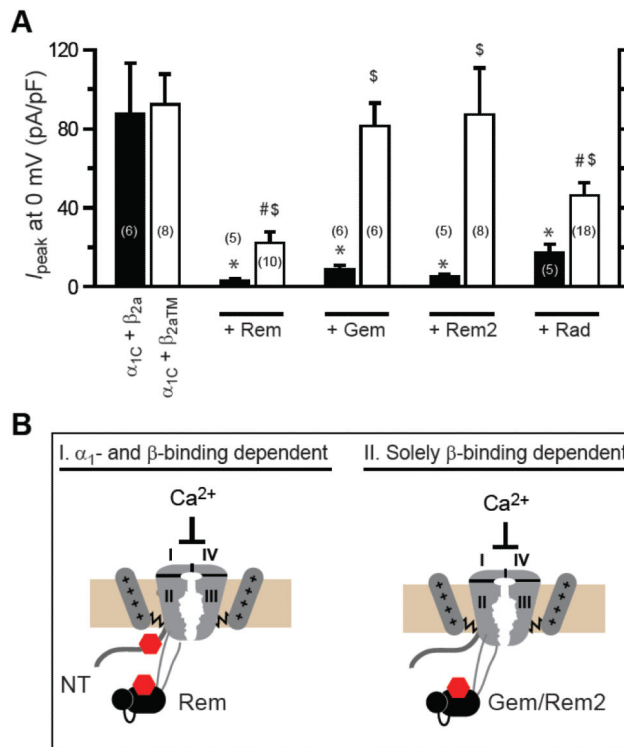 A
120
80
40
0
I_peak at 0 mV (pA/pF)
(6)
(8)
(5)
*
#$
(10)
(6)
*
$
(6)
(5)
*
$
(8)
*
(5)
#$
(18)
α1C + β2a
α1C + β2aTM
+ Rem
+ Gem
+ Rem2
+ Rad
B
I. α1- and β-binding dependent
II. Solely β-binding dependent
Ca2+
Ca2+
I IV
II III
I IV
II III
+ + + +
+ + + +
+ + + +
+ + + +
NT
Rem
Gem/Rem2